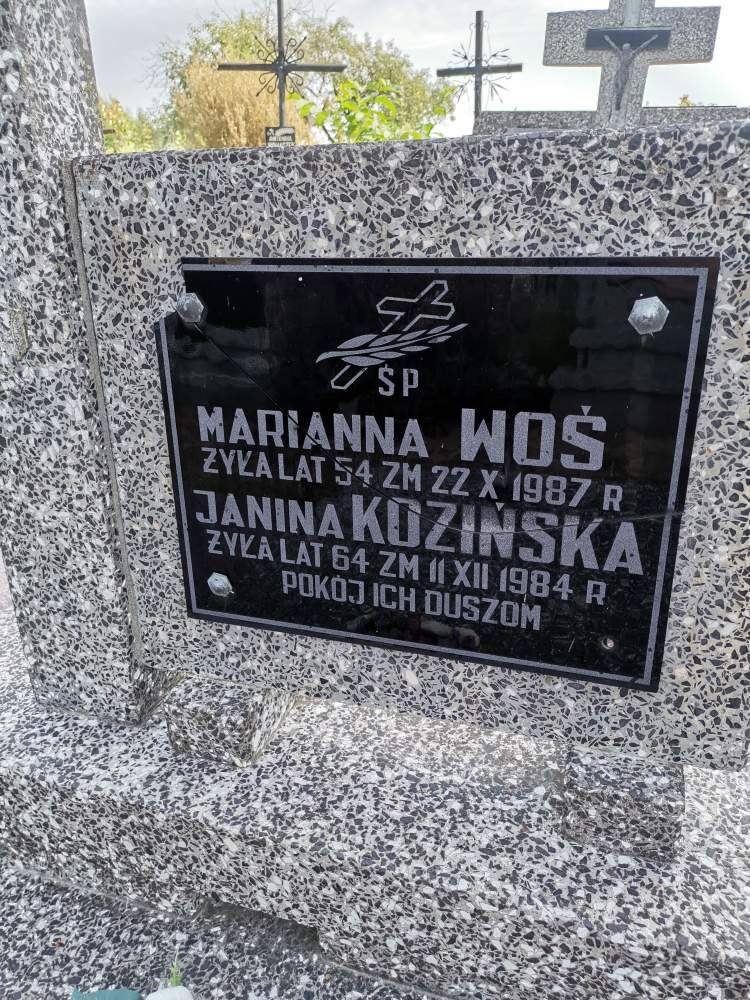 ŚP
MARIANNA WOŚ
ŻYŁA LAT 54 ZM 22 X 1987 R
JANINA KOZIŃSKA
ŻYŁA LAT 64 ZM 11 XII 1984 R
POKÓJ ICH DUSZOM